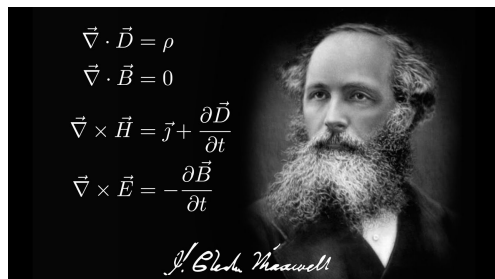 ∇⃗ · D⃗ = ρ
∇⃗ · B⃗ = 0
∇⃗ × H⃗ = ȷ⃗ + ∂D⃗/∂t
∇⃗ × E⃗ = −∂B⃗/∂t
J. Clerk Maxwell